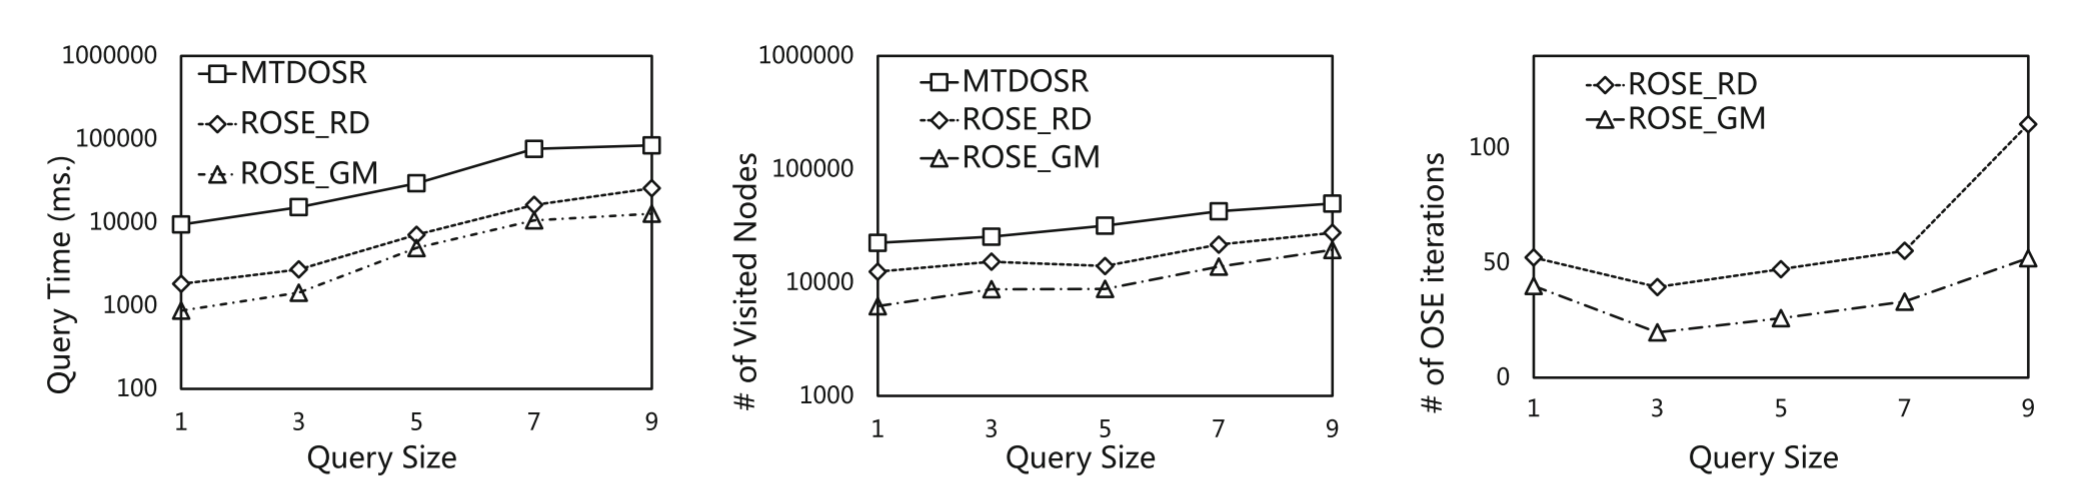 1000000
100000
10000
1000
100
Query Time (ms.)
MTDOSR
ROSE_RD
ROSE_GM
1 3 5 7 9
Query Size
1000000
100000
10000
1000
# of Visited Nodes
MTDOSR
ROSE_RD
ROSE_GM
1 3 5 7 9
Query Size
100
50
0
# of OSE iterations
ROSE_RD
ROSE_GM
1 3 5 7 9
Query Size